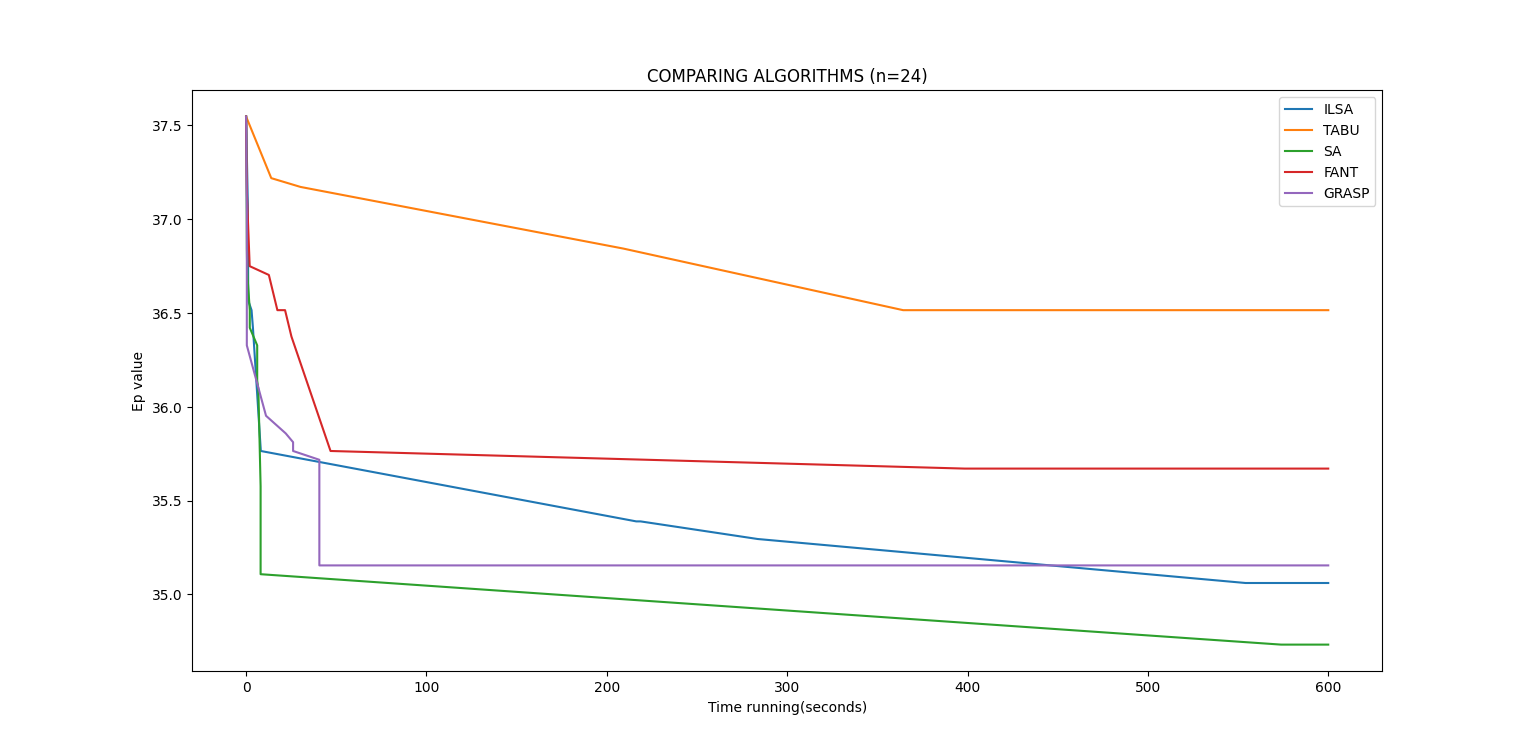 COMPARING ALGORITHMS (n=24)
ILSA
TABU
SA
FANT
GRASP
37.5
37.0
36.5
36.0
35.5
35.0
Ep value
0 100 200 300 400 500 600
Time running(seconds)